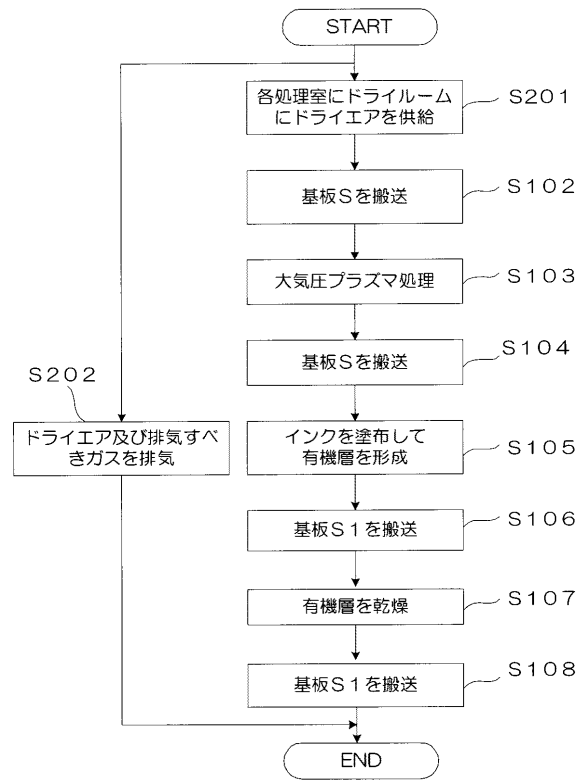 START
各処理室にドライルーム
にドライエアを供給
S201
基板Sを搬送
S102
大気圧プラズマ処理
S103
基板Sを搬送
S104
S202
ドライエア及び排気すべ
きガスを排気
インクを塗布して
有機層を形成
S105
基板S1を搬送
S106
有機層を乾燥
S107
基板S1を搬送
S108
END